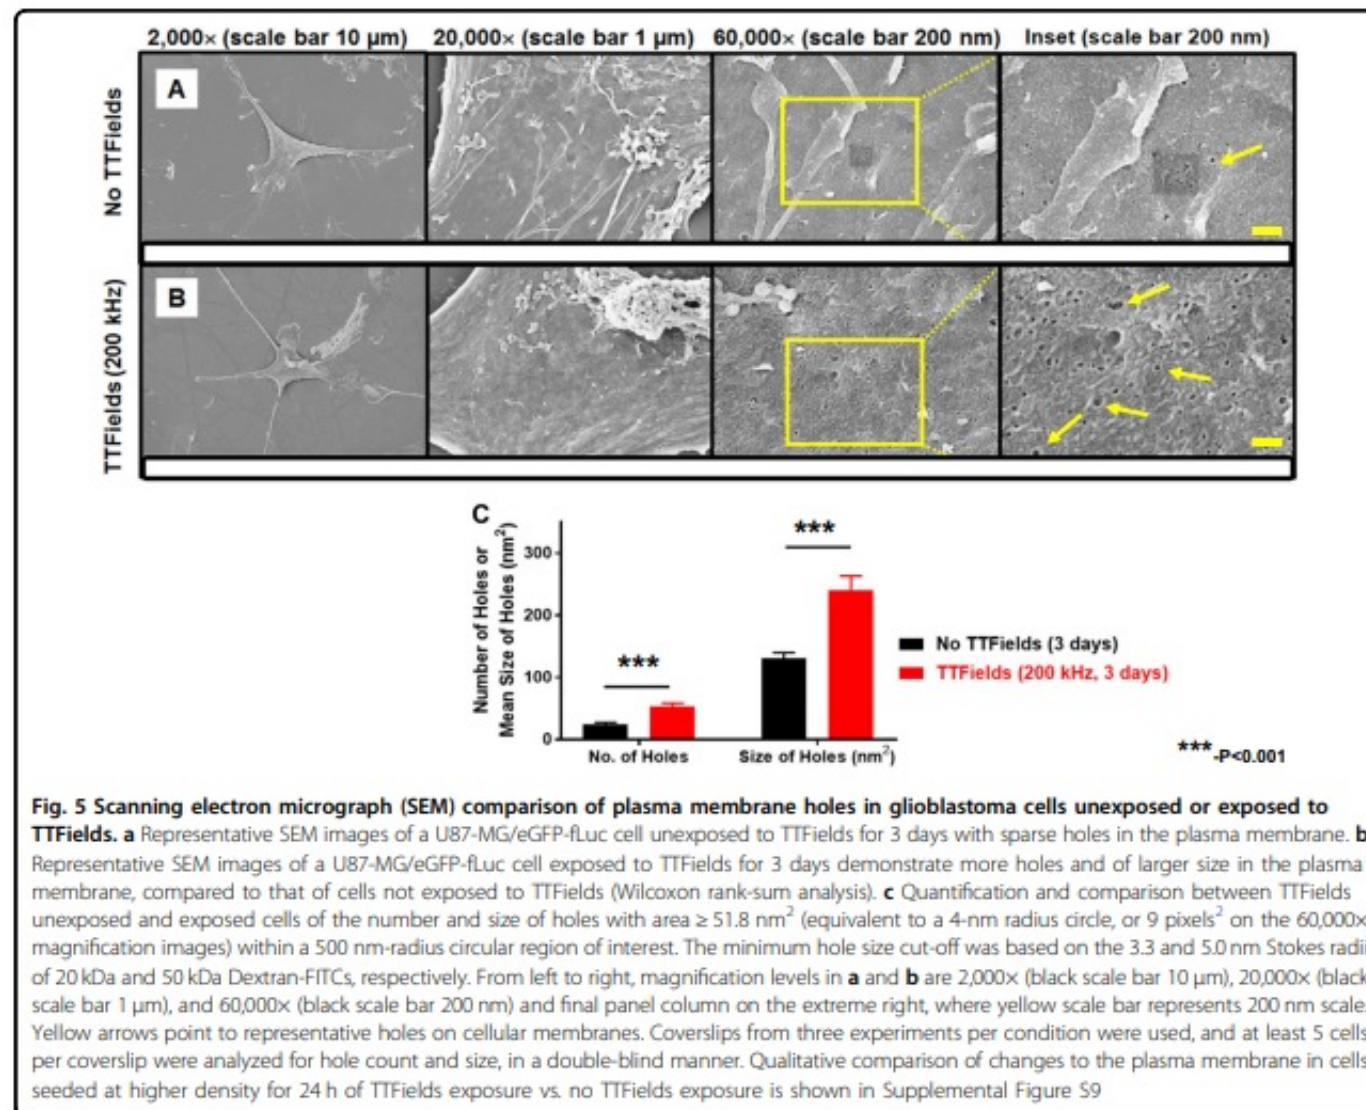 2,000× (scale bar 10 µm) 20,000× (scale bar 1 µm) 60,000× (scale bar 200 nm) Inset (scale bar 200 nm)
No TTFields
A
TTFields (200 kHz)
B
C
Number of Holes or
Mean Size of Holes (nm²)
300
200
100
0
***
***
No. of Holes
Size of Holes (nm²)
No TTFields (3 days)
TTFields (200 kHz, 3 days)
***-P<0.001
Fig. 5 Scanning electron micrograph (SEM) comparison of plasma membrane holes in glioblastoma cells unexposed or exposed to
TTFields. a Representative SEM images of a U87-MG/eGFP-fLuc cell unexposed to TTFields for 3 days with sparse holes in the plasma membrane. b
Representative SEM images of a U87-MG/eGFP-fLuc cell exposed to TTFields for 3 days demonstrate more holes and of larger size in the plasma
membrane, compared to that of cells not exposed to TTFields (Wilcoxon rank-sum analysis). c Quantification and comparison between TTFields
unexposed and exposed cells of the number and size of holes with area ≥ 51.8 nm² (equivalent to a 4-nm radius circle, or 9 pixels² on the 60,000×
magnification images) within a 500 nm-radius circular region of interest. The minimum hole size cut-off was based on the 3.3 and 5.0 nm Stokes radii
of 20 kDa and 50 kDa Dextran-FITCs, respectively. From left to right, magnification levels in a and b are 2,000× (black scale bar 10 µm), 20,000× (black
scale bar 1 µm), and 60,000× (black scale bar 200 nm) and final panel column on the extreme right, where yellow scale bar represents 200 nm scale
Yellow arrows point to representative holes on cellular membranes. Coverslips from three experiments per condition were used, and at least 5 cells
per coverslip were analyzed for hole count and size, in a double-blind manner. Qualitative comparison of changes to the plasma membrane in cells
seeded at higher density for 24 h of TTFields exposure vs. no TTFields exposure is shown in Supplemental Figure S9